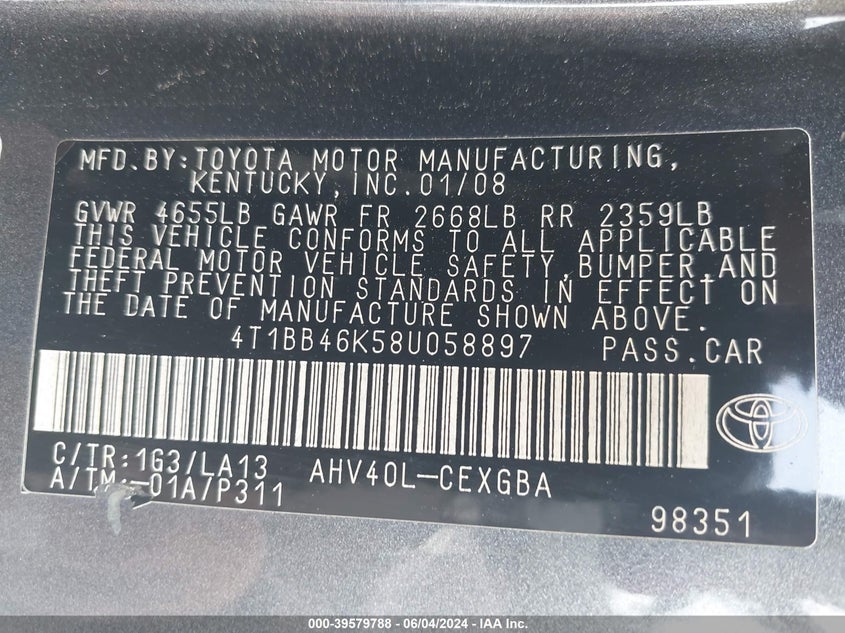 MFD.BY:TOYOTA MOTOR MANUFACTURING,
KENTUCKY,INC.01/08
GVWR 4655LB GAWR FR 2668LB RR 2359LB
THIS VEHICLE CONFORMS TO ALL APPLICABLE
FEDERAL MOTOR VEHICLE SAFETY,BUMPER,AND
THEFT PREVENTION STANDARDS IN EFFECT ON
THE DATE OF MANUFACTURE SHOWN ABOVE.
4T1BB46K58U058897 PASS.CAR
C/TR:1G3/LA13 AHV40L-CEXGBA
A/TM:-01A/P311
98351
000-39579788 - 06/04/2024 - IAA Inc.